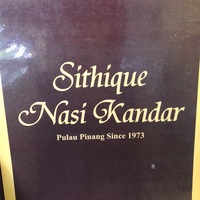 Sithique
Nasi Kandar
Pulau Pinang Since 1973